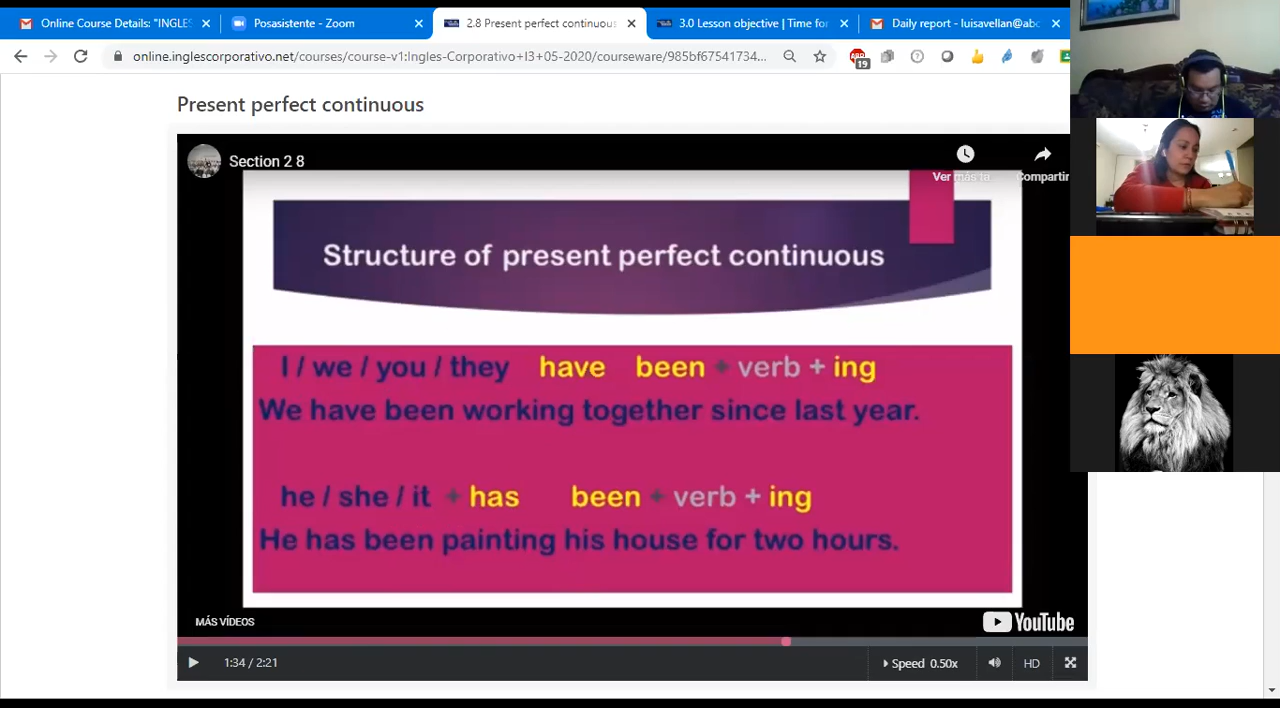 Online Course Details: "INGLES
Posasistente - Zoom
2.8 Present perfect continuous
3.0 Lesson objective | Time for
Daily report - luisavellan@abc
online.inglescorporativo.net/courses/course-v1:Ingles-Corporativo+I3+05-2020/courseware/985bf67541734...
19
Present perfect continuous
Section 2 8
Ver más ta
Compartir
Structure of present perfect continuous
I / we / you / they have been + verb + ing
We have been working together since last year.
he / she / it + has been + verb + ing
He has been painting his house for two hours.
MÁS VÍDEOS
YouTube
1:34 / 2:21
Speed 0.50x
HD